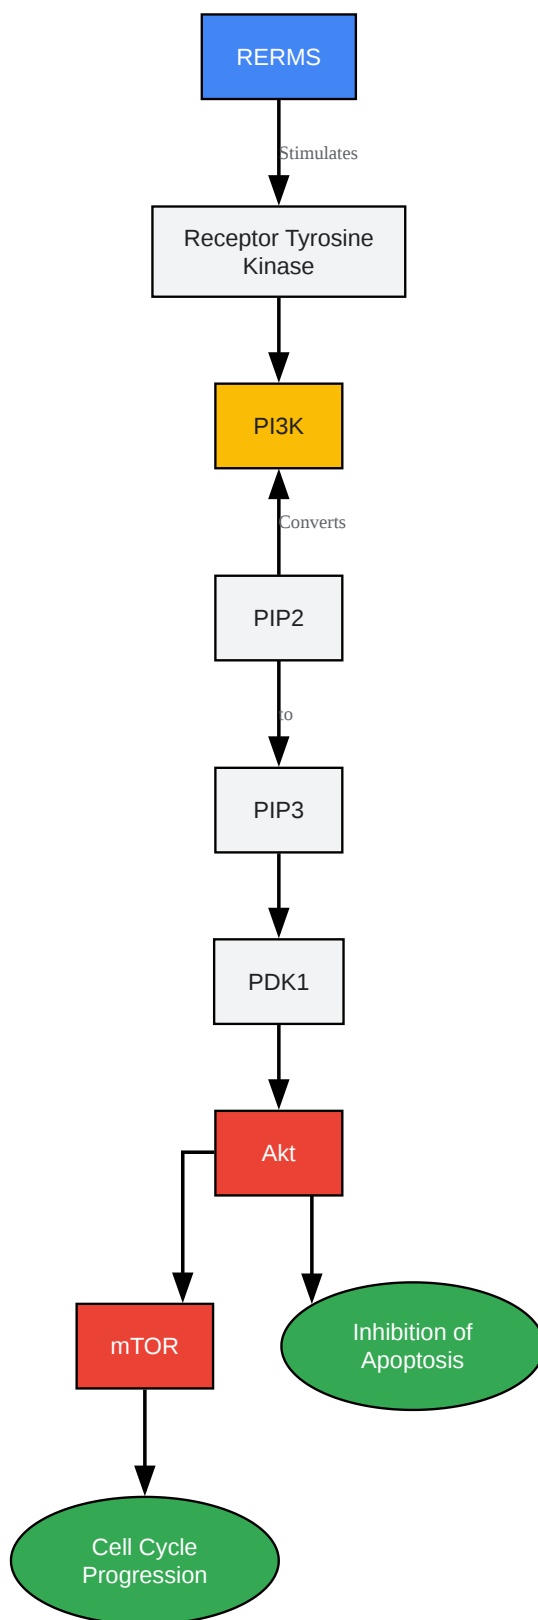 RERMS
Stimulates
Receptor Tyrosine
Kinase
PI3K
Converts
PIP2
to
PIP3
PDK1
Akt
mTOR
Inhibition of
Apoptosis
Cell Cycle
Progression